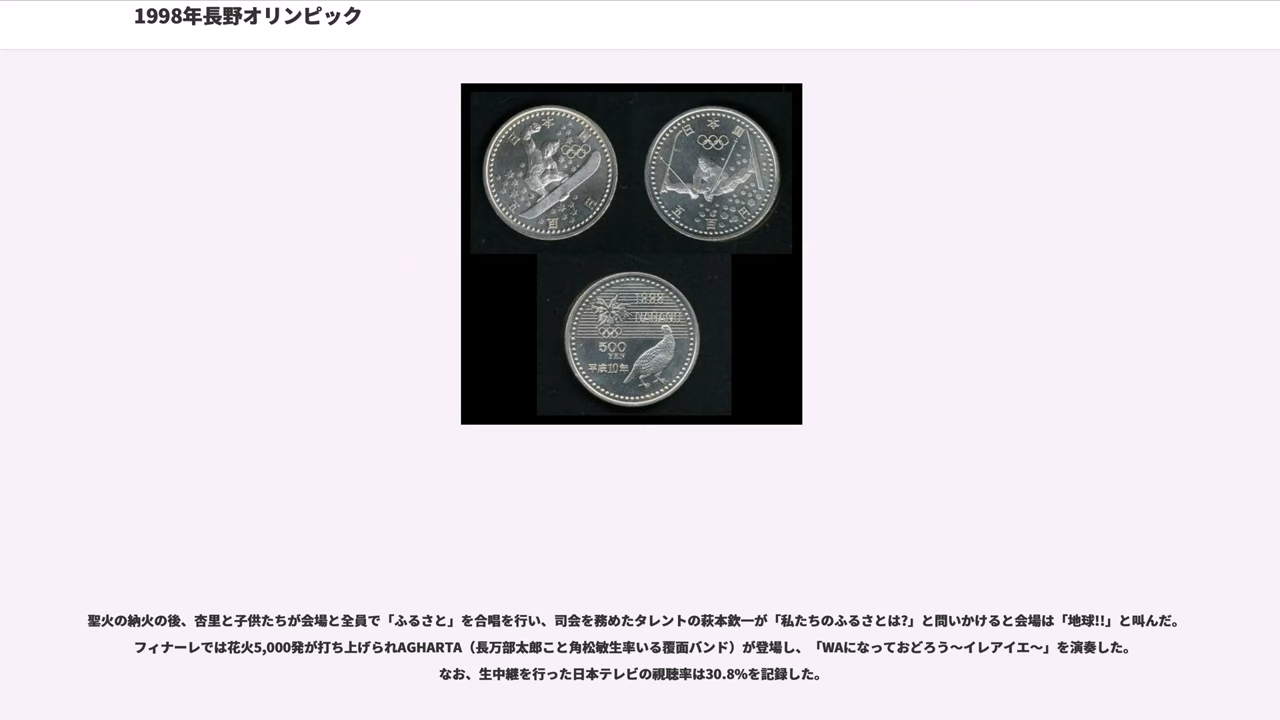 1998年長野オリンピック
日本国
日本国
五百円
五百円
1998
NAGANO
500
YEN
平成10年
聖火の納火の後、杏里と子供たちが会場と全員で「ふるさと」を合唱を行い、司会を務めたタレントの萩本欽一が「私たちのふるさとは?」と問いかけると会場は「地球!!」と叫んだ。
フィナーレでは花火5,000発が打ち上げられAGHARTA（長万部太郎こと角松敏生率いる覆面バンド）が登場し、「WAになっておどろう〜イレアイエ〜」を演奏した。
なお、生中継を行った日本テレビの視聴率は30.8%を記録した。